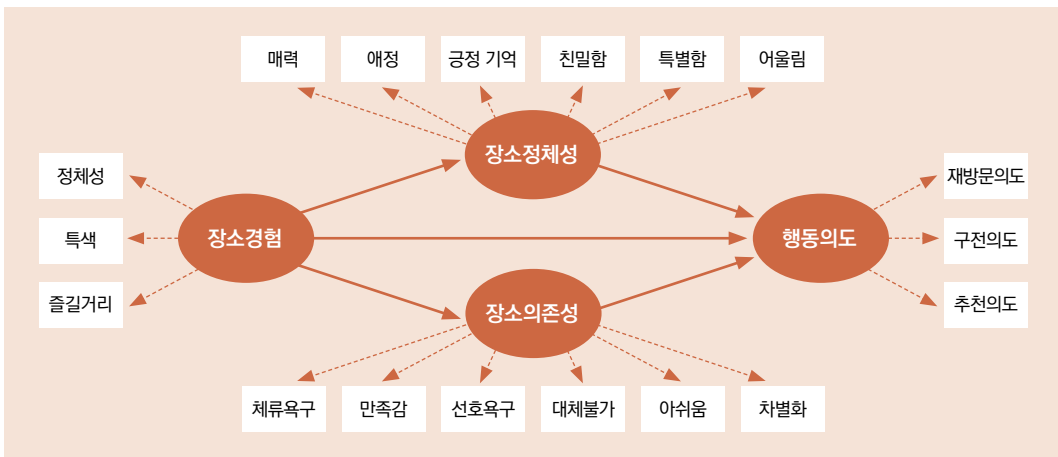 매력
애정
긍정 기억
친밀함
특별함
어울림
장소정체성
정체성
특색
즐길거리
장소경험
행동의도
재방문의도
구전의도
추천의도
장소의존성
체류욕구
만족감
선호욕구
대체불가
아쉬움
차별화